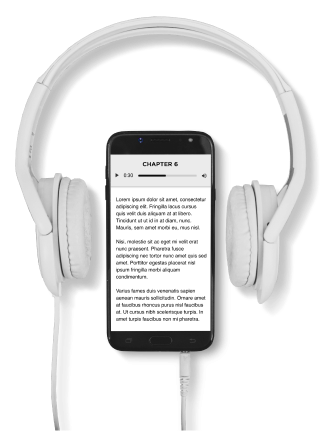 CHAPTER 6
0:30
Lorem ipsum dolor sit amet, consectetur
adipiscing elit. Fringilla lacus cursus
quis velit duis aliquam at at libero.
Tincidunt ut ut id in at diam, nunc.
Mauris, sem amet morbi eu, mus nisl.
Nisi, molestie sit ac eget mi velit erat
nunc praesent. Pharetra fusce
adipiscing nec tortor nunc amet quis sed
amet. Porttitor egestas placerat nisl
ipsum fringilla morbi aliquam
condimentum.
Varius fames duis venenatis sapien
aenean mauris sollicitudin. Ornare amet
at faucibus rhoncus purus nisl faucibus
at. Ut cursus nibh scelerisque turpis. In
amet turpis faucibus non mi pharetra.